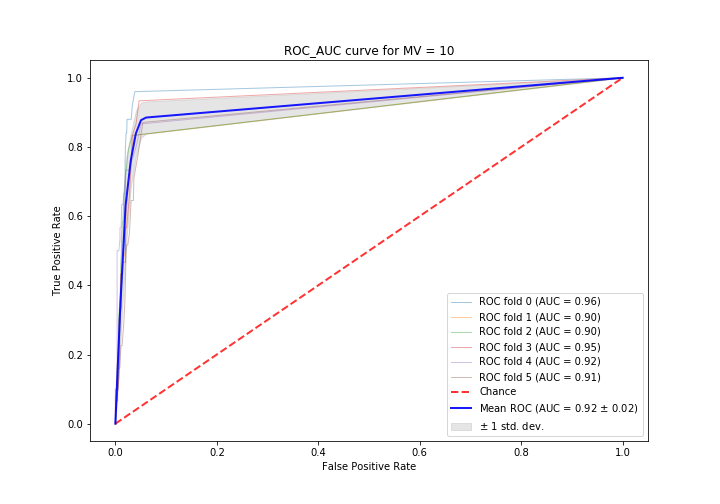 ROC_AUC curve for MV = 10
True Positive Rate
1.0
0.8
0.6
0.4
0.2
0.0
ROC fold 0 (AUC = 0.96)
ROC fold 1 (AUC = 0.90)
ROC fold 2 (AUC = 0.90)
ROC fold 3 (AUC = 0.95)
ROC fold 4 (AUC = 0.92)
ROC fold 5 (AUC = 0.91)
Chance
Mean ROC (AUC = 0.92 ± 0.02)
± 1 std. dev.
0.0 0.2 0.4 0.6 0.8 1.0
False Positive Rate